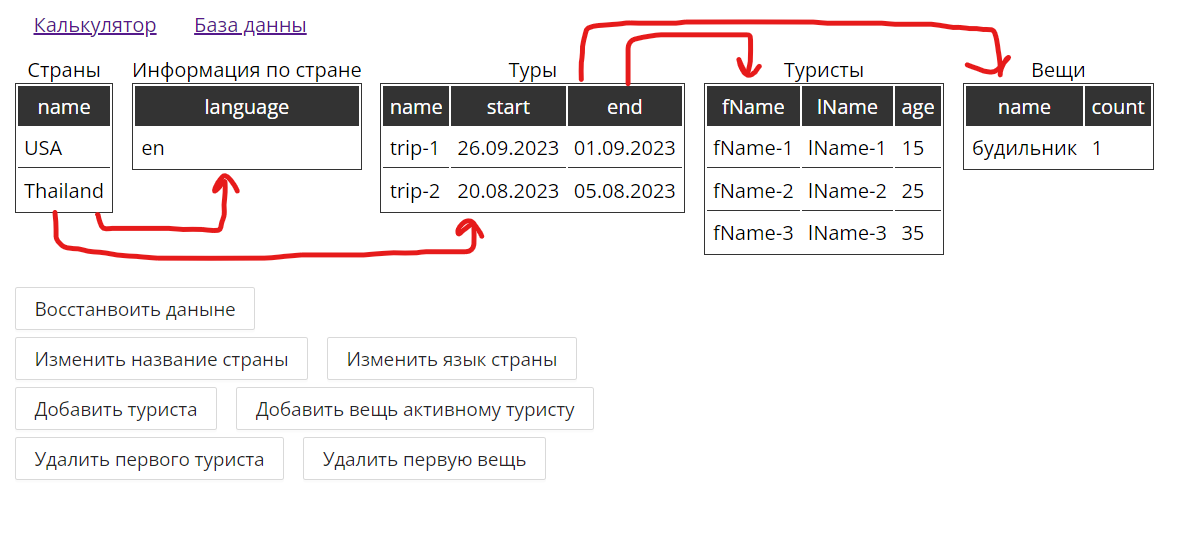 Калькулятор База данны
Страны Информация по стране Туры Туристы Вещи
name language name start end fName lName age name count
USA en trip-1 26.09.2023 01.09.2023 fName-1 lName-1 15 будильник 1
Thailand trip-2 20.08.2023 05.08.2023 fName-2 lName-2 25
fName-3 lName-3 35
Восстанвоить даныне
Изменить название страны Изменить язык страны
Добавить туриста Добавить вещь активному туристу
Удалить первого туриста Удалить первую вещь